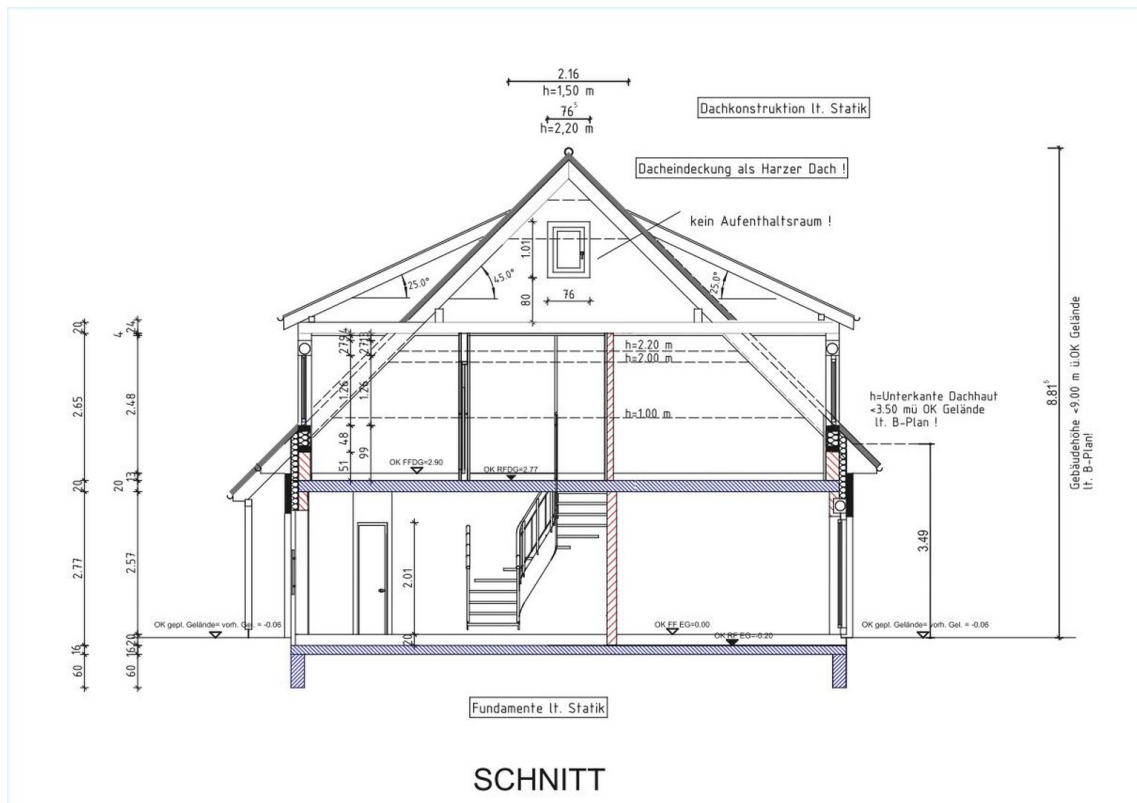 2.16
h=1,50 m
76⁵
h=2,20 m
Dachkonstruktion lt. Statik
Dacheindeckung als Harzer Dach !
kein Aufenthaltsraum !
1.01
80
76
25.0°
45.0°
25.0°
20
24
4
2.65
2.48
1.26
1.26
48
51
99
13
20
20
h=2.20 m
h=2.00 m
h=1.00 m
OK FFDG=2.90
OK RFDG=2.77
h=Unterkante Dachhaut
<3.50 mü OK Gelände
lt. B-Plan !
8.81⁵
Gebäudehöhe <9.00 m ü.OK Gelände
lt. B-Plan!
3.49
2.77
2.57
2.01
20
20
16
16
60
60
OK gepl. Gelände= vorh. Gel. = -0.06
OK FF EG=0.00
OK RF EG=-0.20
OK gepl. Gelände= vorh. Gel. = -0.06
Fundamente lt. Statik
SCHNITT